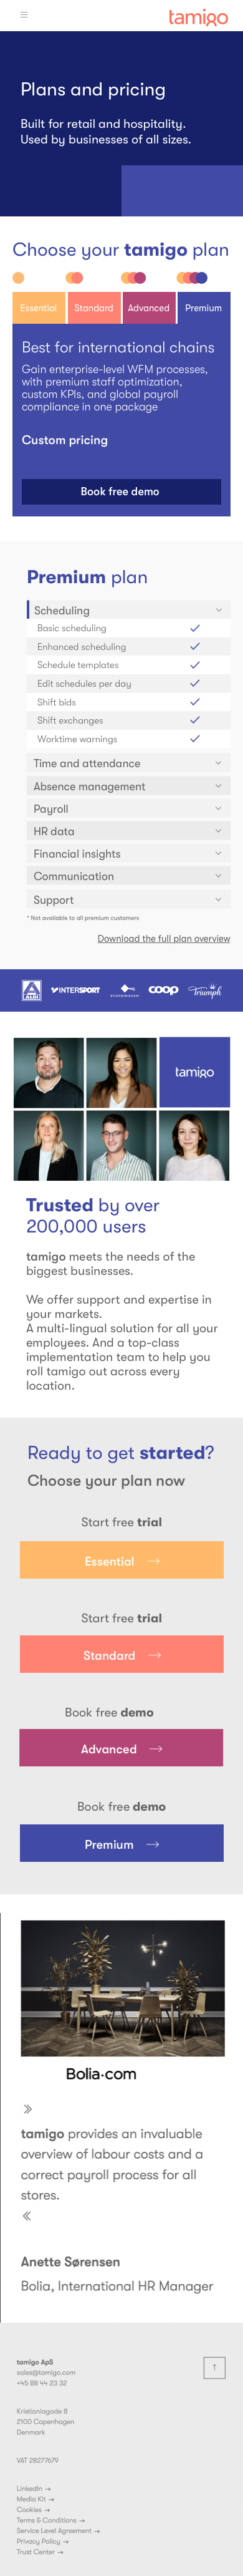 tamigo
Plans and pricing
Built for retail and hospitality.
Used by businesses of all sizes.
Choose your tamigo plan
Essential
Standard
Advanced
Premium
Best for international chains
Gain enterprise-level WFM processes,
with premium staff optimization,
custom KPIs, and global payroll
compliance in one package
Custom pricing
Book free demo
Premium plan
Scheduling
Basic scheduling
Enhanced scheduling
Schedule templates
Edit schedules per day
Shift bids
Shift exchanges
Worktime warnings
Time and attendance
Absence management
Payroll
HR data
Financial insights
Communication
Support
* Not available to all premium customers
Download the full plan overview
ALDI
INTERSPORT
coop
Triumph
tamigo
Trusted by over
200,000 users
tamigo meets the needs of the
biggest businesses.
We offer support and expertise in
your markets.
A multi-lingual solution for all your
employees. And a top-class
implementation team to help you
roll tamigo out across every
location.
Ready to get started?
Choose your plan now
Start free trial
Essential →
Start free trial
Standard →
Book free demo
Advanced →
Book free demo
Premium →
Bolia·com
»
tamigo provides an invaluable
overview of labour costs and a
correct payroll process for all
stores.
«
Anette Sørensen
Bolia, International HR Manager
tamigo ApS
sales@tamigo.com
+45 88 44 23 32
↑
Kristianiagade 8
2100 Copenhagen
Denmark
VAT 28277679
LinkedIn →
Media Kit →
Cookies →
Terms & Conditions →
Service Level Agreement →
Privacy Policy →
Trust Center →